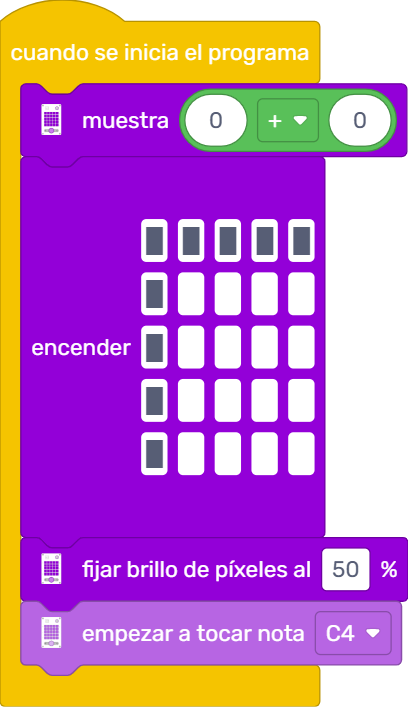 cuando se inicia el programa
muestra 0 + 0
encender
fijar brillo de píxeles al 50 %
empezar a tocar nota C4